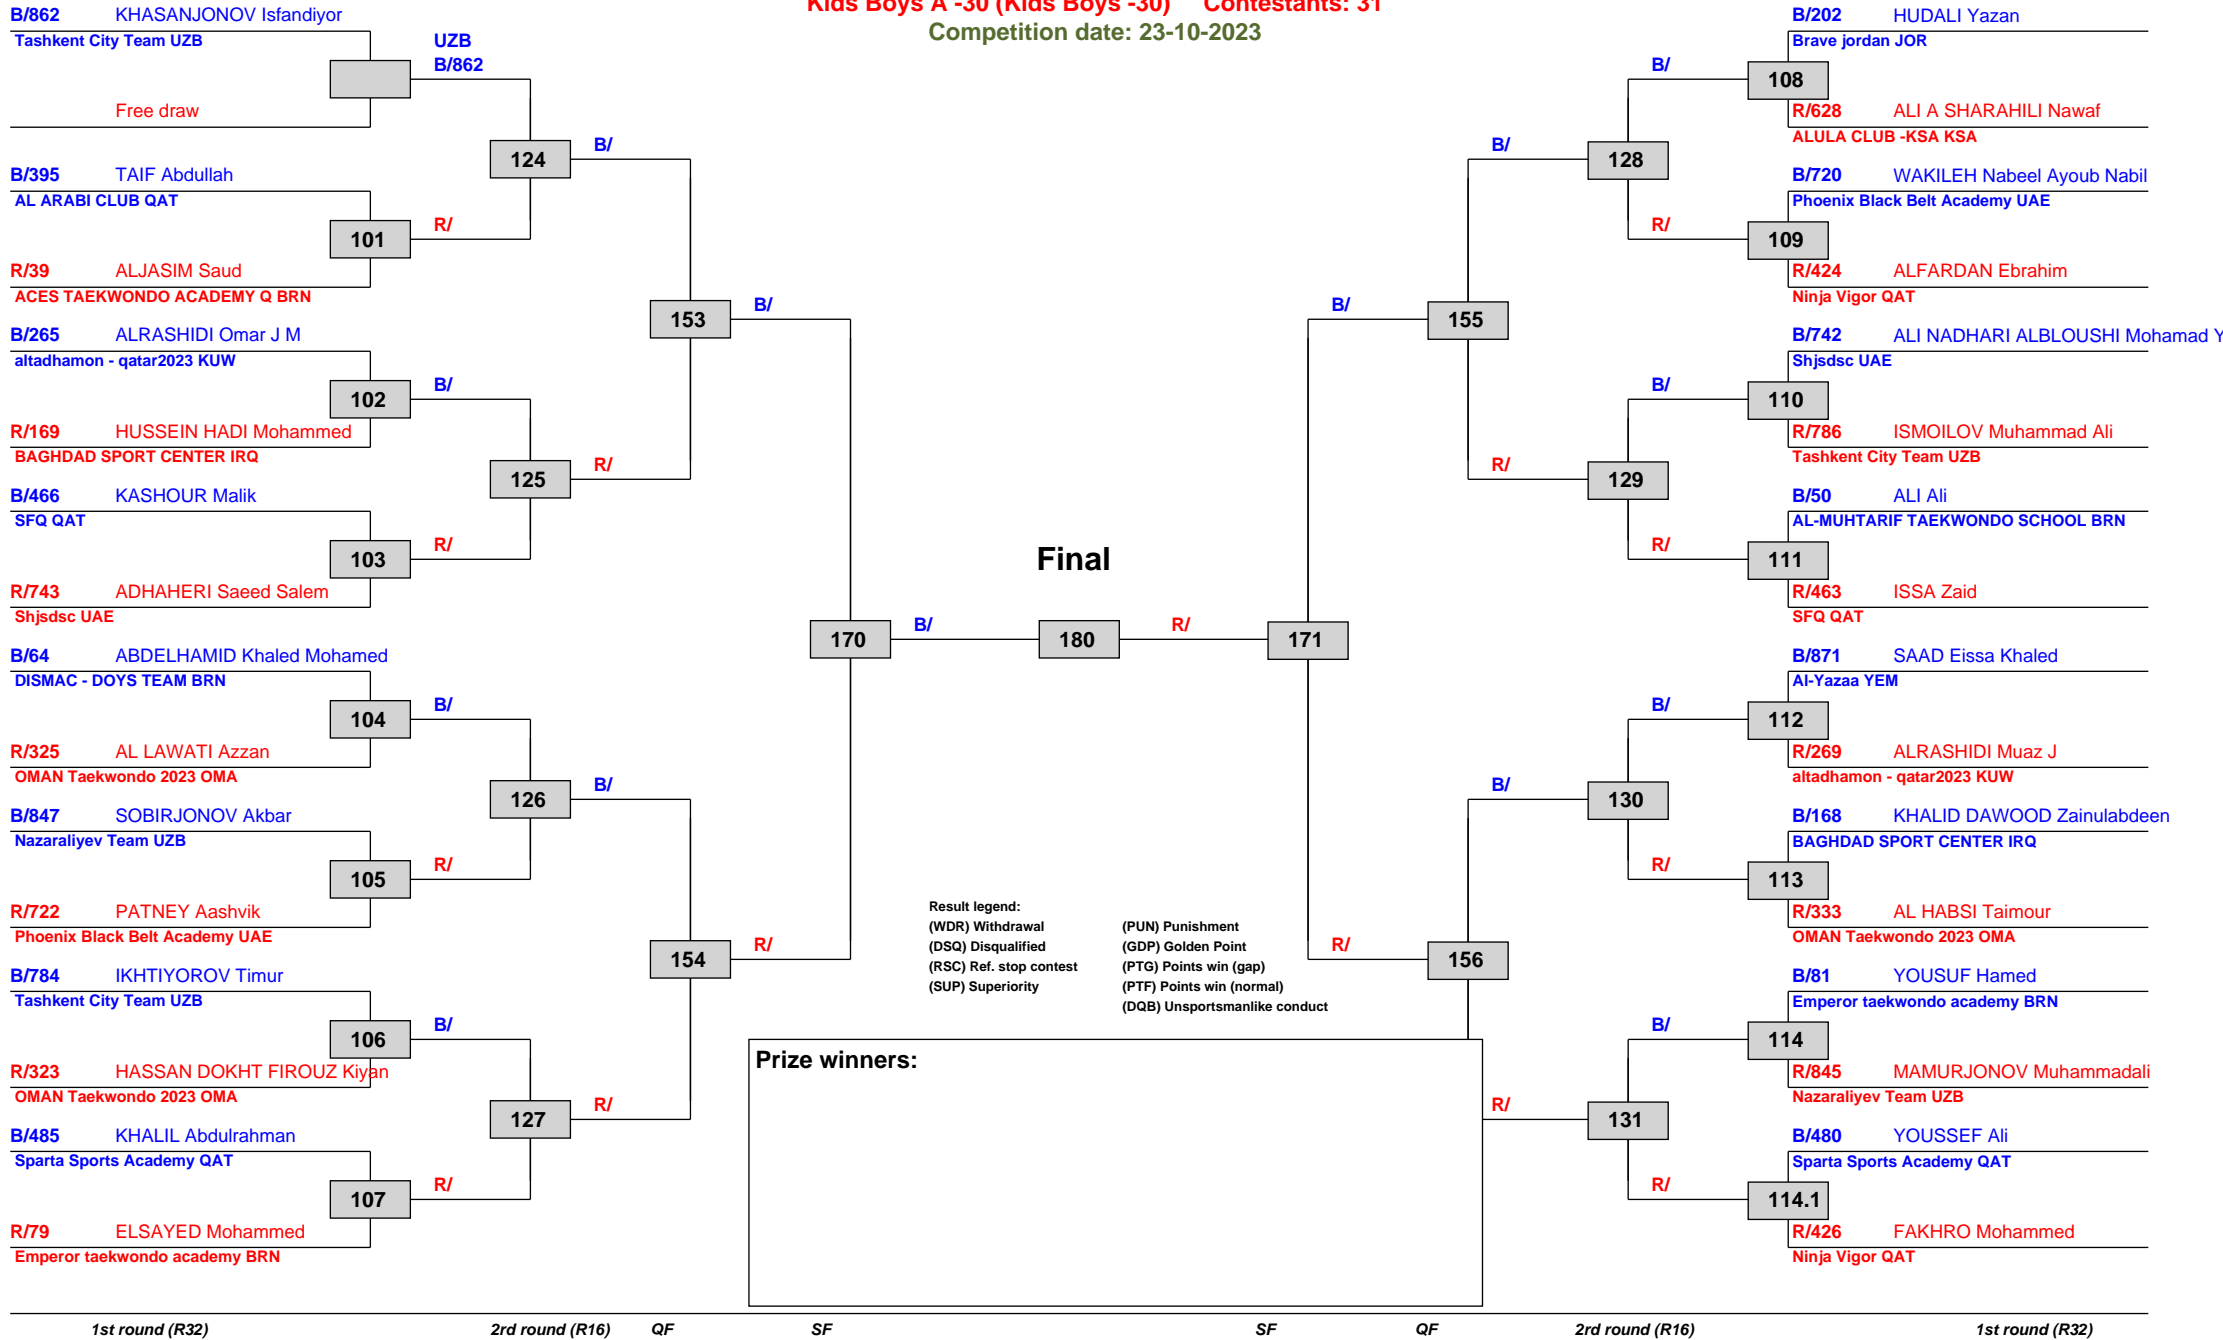 Kids Boys A -30 (Kids Boys -30) Contestants: 31
Competition date: 23-10-2023
B/862 KHASANJONOV Isfandiyor
Tashkent City Team UZB
Free draw
UZB
B/862
B/395 TAIF Abdullah
AL ARABI CLUB QAT
101
R/39 ALJASIM Saud
ACES TAEKWONDO ACADEMY Q BRN
R/
124
B/
B/265 ALRASHIDI Omar J M
altadhamon - qatar2023 KUW
102
R/169 HUSSEIN HADI Mohammed
BAGHDAD SPORT CENTER IRQ
B/
B/466 KASHOUR Malik
SFQ QAT
103
R/743 ADHAHERI Saeed Salem
Shjsdsc UAE
R/
125
R/
153
B/
B/64 ABDELHAMID Khaled Mohamed
DISMAC - DOYS TEAM BRN
104
R/325 AL LAWATI Azzan
OMAN Taekwondo 2023 OMA
B/
B/847 SOBIRJONOV Akbar
Nazaraliyev Team UZB
105
R/722 PATNEY Aashvik
Phoenix Black Belt Academy UAE
R/
126
B/
B/784 IKHTIYOROV Timur
Tashkent City Team UZB
106
R/323 HASSAN DOKHT FIROUZ Kiyan
OMAN Taekwondo 2023 OMA
B/
B/485 KHALIL Abdulrahman
Sparta Sports Academy QAT
107
R/79 ELSAYED Mohammed
Emperor taekwondo academy BRN
R/
127
R/
154
R/
170
B/
Final
180
R/
171
B/
155
B/
128
B/
108
B/202 HUDALI Yazan
Brave jordan JOR
R/628 ALI A SHARAHILI Nawaf
ALULA CLUB -KSA KSA
R/
109
B/720 WAKILEH Nabeel Ayoub Nabil
Phoenix Black Belt Academy UAE
R/424 ALFARDAN Ebrahim
Ninja Vigor QAT
R/
129
B/
110
B/742 ALI NADHARI ALBLOUSHI Mohamad Y
Shjsdsc UAE
R/786 ISMOILOV Muhammad Ali
Tashkent City Team UZB
R/
111
B/50 ALI Ali
AL-MUHTARIF TAEKWONDO SCHOOL BRN
R/463 ISSA Zaid
SFQ QAT
R/
156
B/
130
B/
112
B/871 SAAD Eissa Khaled
Al-Yazaa YEM
R/269 ALRASHIDI Muaz J
altadhamon - qatar2023 KUW
R/
113
B/168 KHALID DAWOOD Zainulabdeen
BAGHDAD SPORT CENTER IRQ
R/333 AL HABSI Taimour
OMAN Taekwondo 2023 OMA
R/
131
B/
114
B/81 YOUSUF Hamed
Emperor taekwondo academy BRN
R/845 MAMURJONOV Muhammadali
Nazaraliyev Team UZB
R/
114.1
B/480 YOUSSEF Ali
Sparta Sports Academy QAT
R/426 FAKHRO Mohammed
Ninja Vigor QAT
Result legend:
(WDR) Withdrawal (PUN) Punishment
(DSQ) Disqualified (GDP) Golden Point
(RSC) Ref. stop contest (PTG) Points win (gap)
(SUP) Superiority (PTF) Points win (normal)
(DQB) Unsportsmanlike conduct
Prize winners:
1st round (R32) 2rd round (R16) QF SF SF QF 2rd round (R16) 1st round (R32)